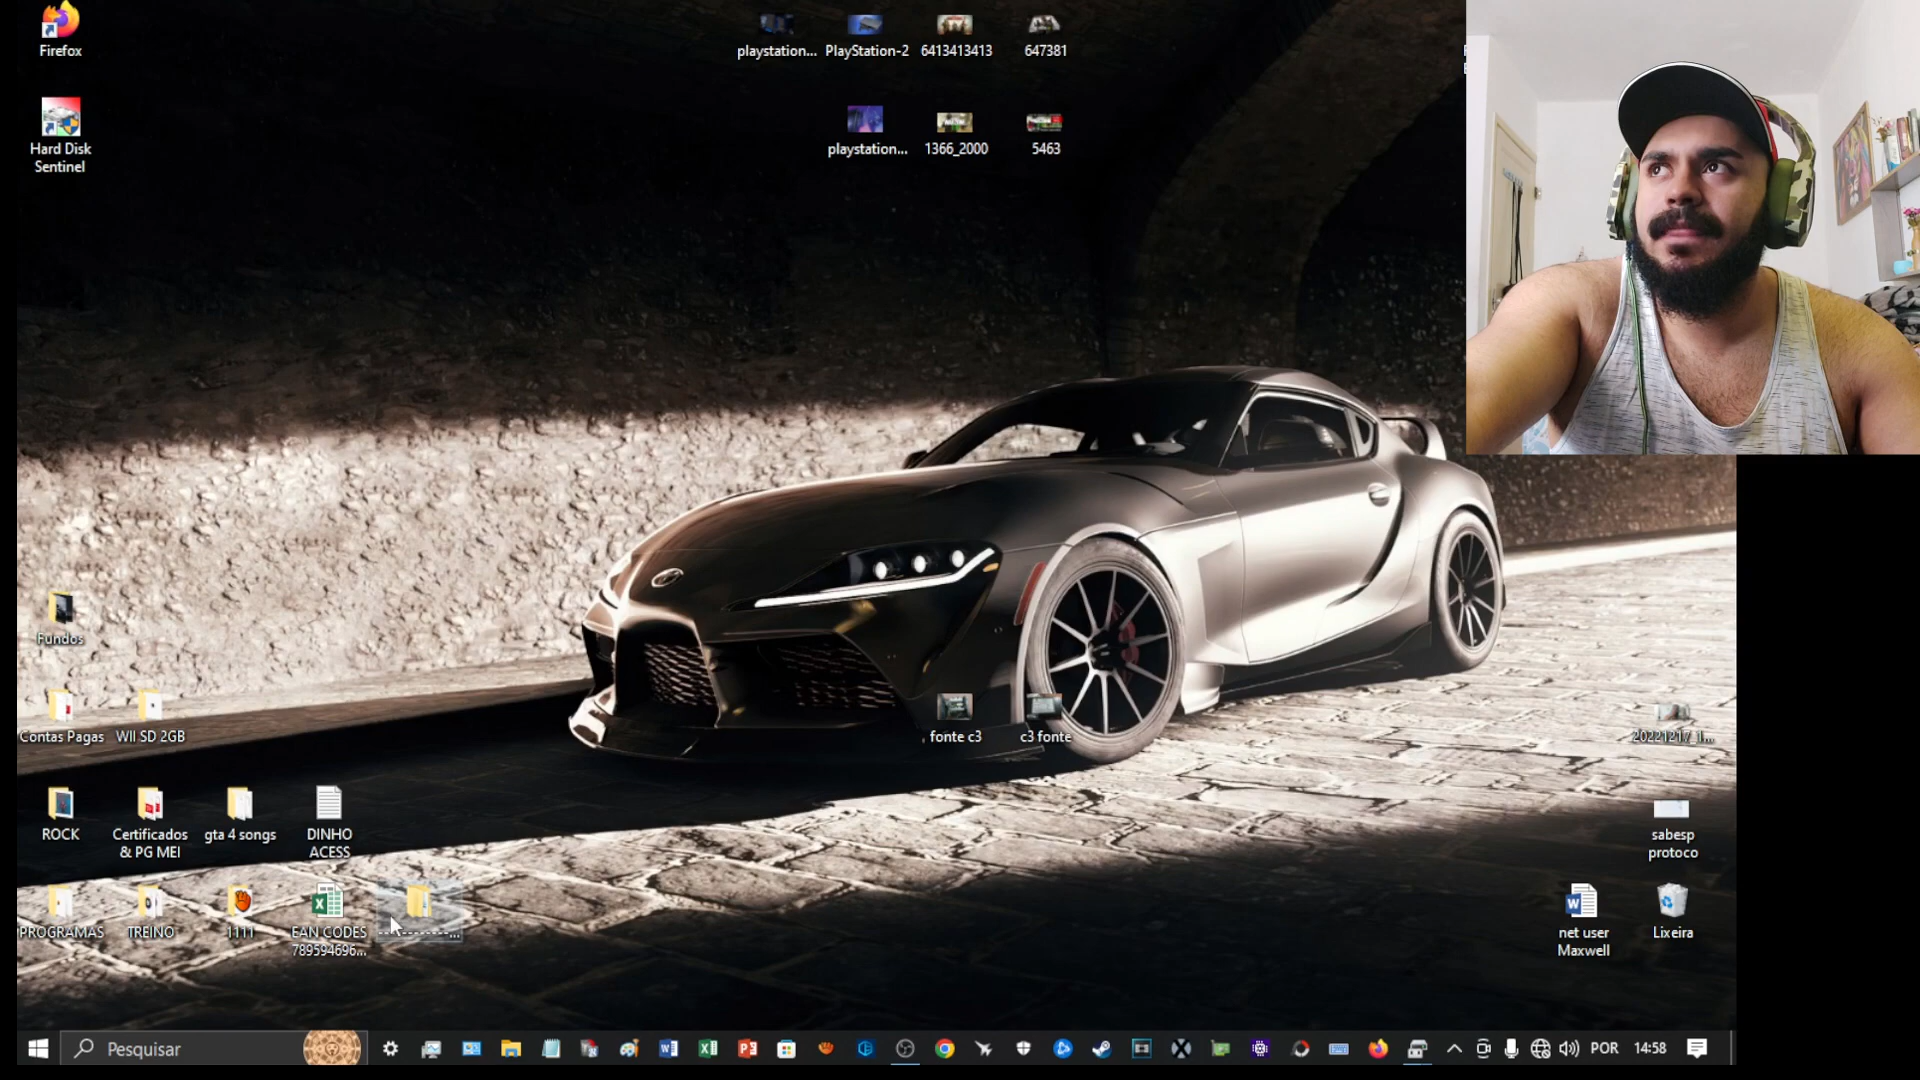 Firefox
playstation...
PlayStation-2
6413413413
647381
Hard Disk
Sentinel
playstation...
1366_2000
5463
Fundos
Contas Pagas
WII SD 2GB
fonte c3
c3 fonte
20221217_1...
ROCK
Certificados
& PG MEI
gta 4 songs
DINHO
ACESS
sabesp
protoco
PROGRAMAS
TREINO
1111
EAN CODES
789594696...
---------...
net user
Maxwell
Lixeira
Pesquisar
POR
14:58